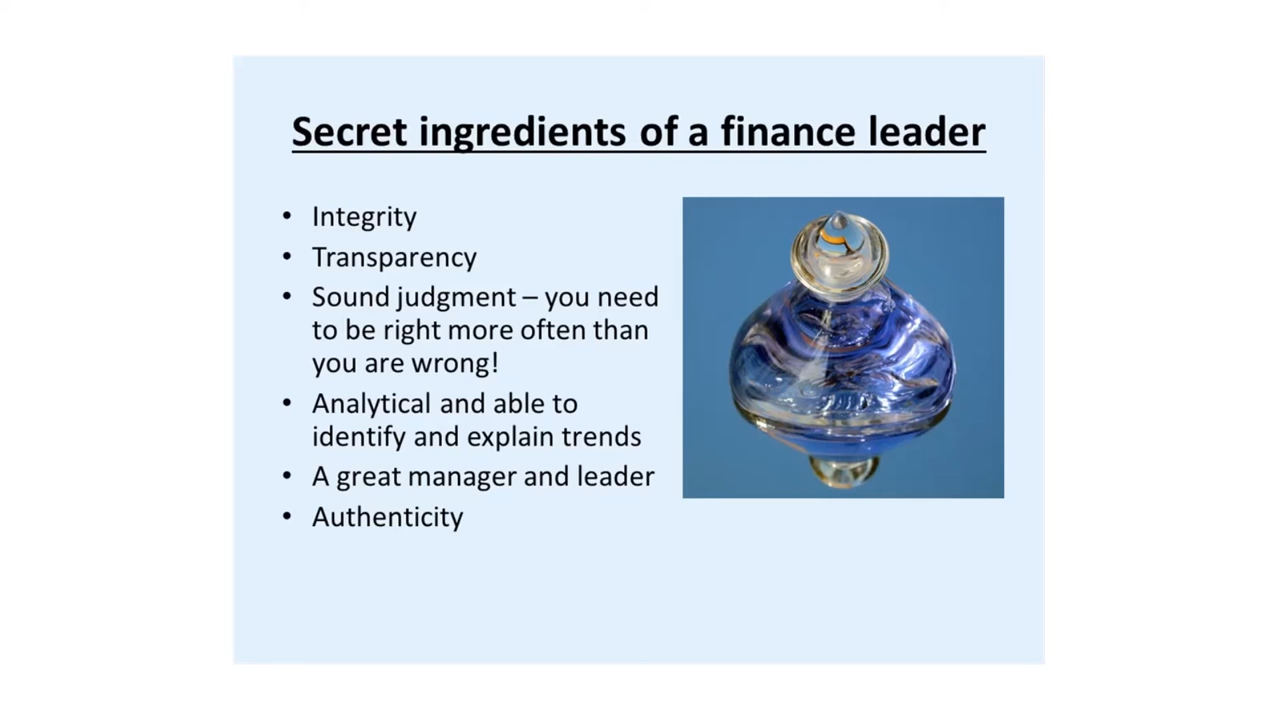 Secret ingredients of a finance leader
• Integrity
• Transparency
• Sound judgment – you need
to be right more often than
you are wrong!
• Analytical and able to
identify and explain trends
• A great manager and leader
• Authenticity